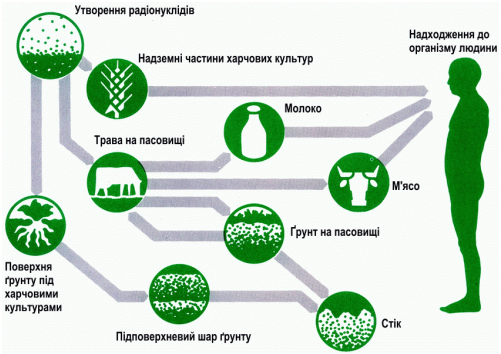 Утворення радіонуклідів
Надземні частини харчових культур
Надходження до
організму людини
Молоко
Трава на пасовищі
М'ясо
Ґрунт на пасовищі
Поверхня
ґрунту під
харчовими
культурами
Підповерхневий шар ґрунту
Стік